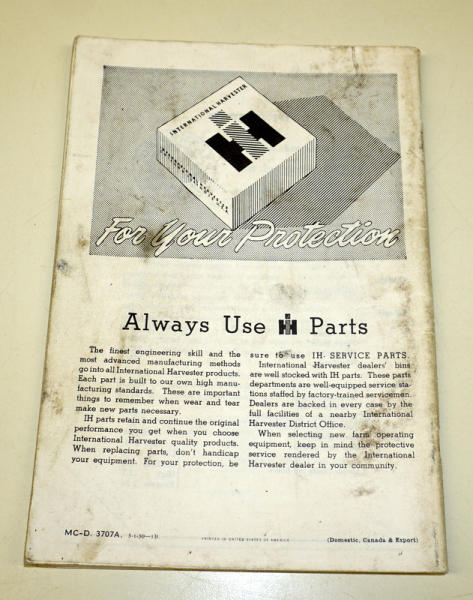 INTERNATIONAL HARVESTER
IH
For Your Protection
Always Use IH Parts
The finest engineering skill and the
most advanced manufacturing methods
go into all International Harvester products.
Each part is built to our own high manu-
facturing standards. These are important
things to remember when wear and tear
make new parts necessary.
IH parts retain and continue the original
performance you get when you choose
International Harvester quality products.
When replacing parts, don't handicap
your equipment. For your protection, be
sure to use IH SERVICE PARTS.
International Harvester dealers' bins
are well stocked with IH parts. These parts
departments are well-equipped service sta-
tions staffed by factory-trained servicemen.
Dealers are backed in every case by the
full facilities of a nearby International
Harvester District Office.
When selecting new farm operating
equipment, keep in mind the protective
service rendered by the International
Harvester dealer in your community.
MC-D. 3707A. 5-1-50—1B.
PRINTED IN UNITED STATES OF AMERICA
(Domestic, Canada & Export)